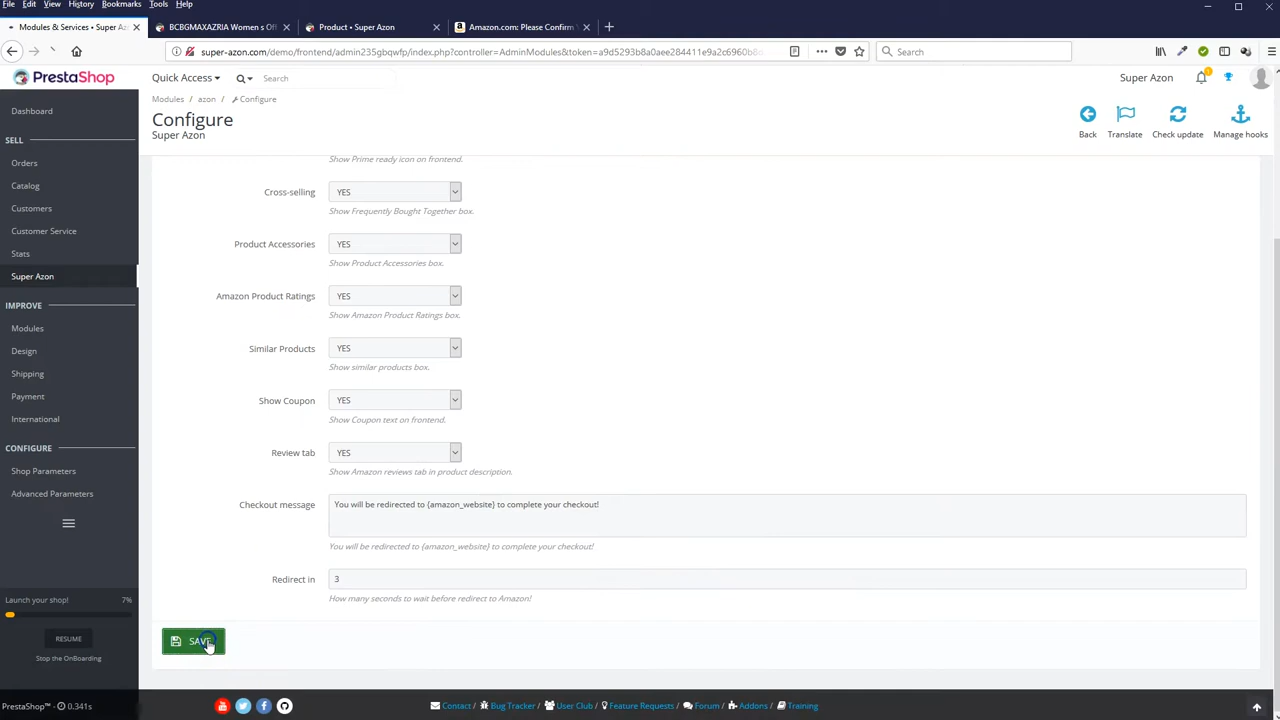 File Edit View History Bookmarks Tools Help
Modules & Services • Super Az
BCBGMAXAZRIA Women s Of
Product • Super Azon
Amazon.com: Please Confirm
super-azon.com/demo/frontend/admin235gbqwfp/index.php?controller=AdminModules&token=a9d5293b8a0aee284411e9a2c6960b8
Search
PrestaShop
Quick Access
Search
Super Azon
1
Modules / azon / Configure
Configure
Super Azon
Back
Translate
Check update
Manage hooks
Dashboard
SELL
Orders
Catalog
Customers
Customer Service
Stats
Super Azon
IMPROVE
Modules
Design
Shipping
Payment
International
CONFIGURE
Shop Parameters
Advanced Parameters
Launch your shop! 7%
RESUME
Stop the OnBoarding
PrestaShop™ • 0.341s
Show Prime ready icon on frontend.
Cross-selling YES
Show Frequently Bought Together box.
Product Accessories YES
Show Product Accessories box.
Amazon Product Ratings YES
Show Amazon Product Ratings box.
Similar Products YES
Show similar products box.
Show Coupon YES
Show Coupon text on frontend.
Review tab YES
Show Amazon reviews tab in product description.
Checkout message You will be redirected to {amazon_website} to complete your checkout!
You will be redirected to {amazon_website} to complete your checkout!
Redirect in 3
How many seconds to wait before redirect to Amazon!
SAVE
Contact / Bug Tracker / User Club / Feature Requests / Forum / Addons / Training